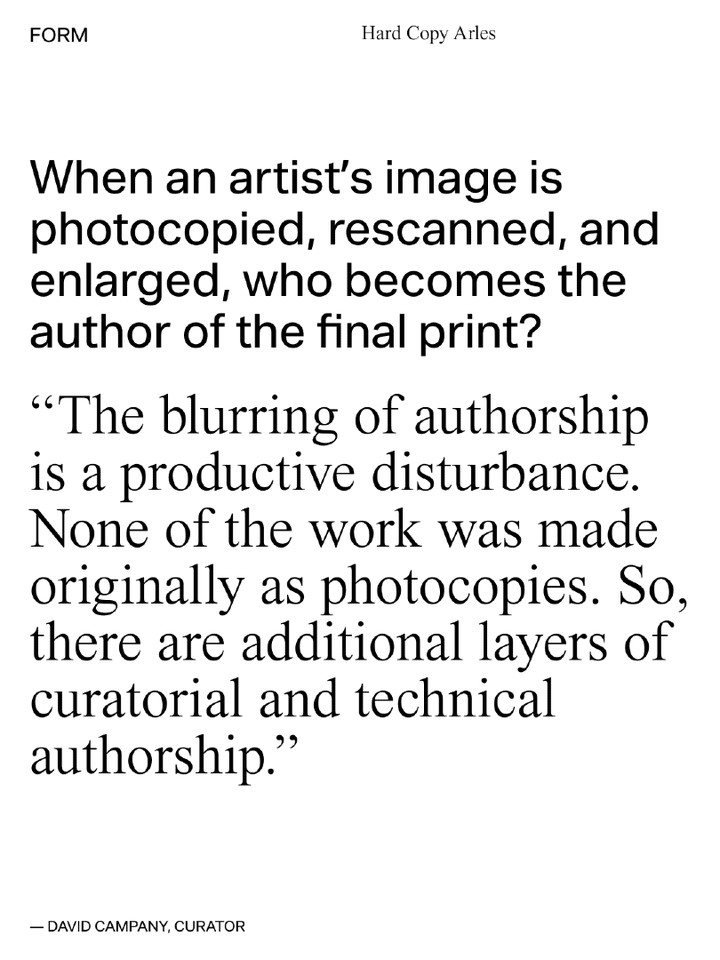 FORM
Hard Copy Arles
When an artist’s image is
photocopied, rescanned, and
enlarged, who becomes the
author of the final print?
“The blurring of authorship
is a productive disturbance.
None of the work was made
originally as photocopies. So,
there are additional layers of
curatorial and technical
authorship.”
— DAVID CAMPANY, CURATOR